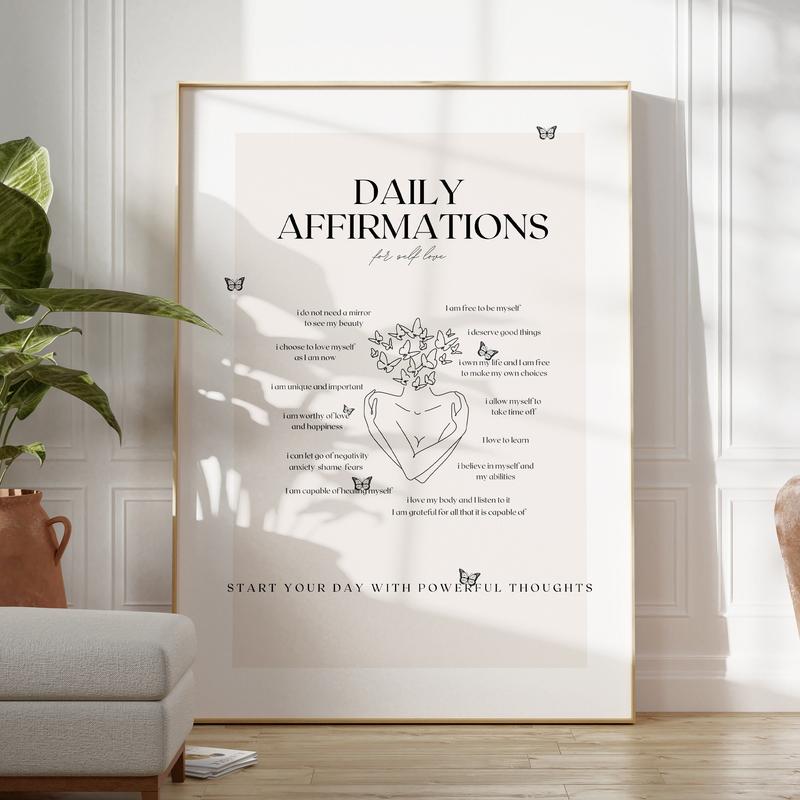 DAILY
AFFIRMATIONS
for self love
i do not need a mirror
to see my beauty
i choose to love myself
as I am now
i am unique and important
i am worthy of love
and happiness
i can let go of negativity
anxiety shame fears
I am capable of healing myself
I am free to be myself
i deserve good things
i own my life and I am free
to make my own choices
i allow myself to
take time off
I love to learn
i believe in myself and
my abilities
i love my body and I listen to it
I am grateful for all that it is capable of
START YOUR DAY WITH POWERFUL THOUGHTS